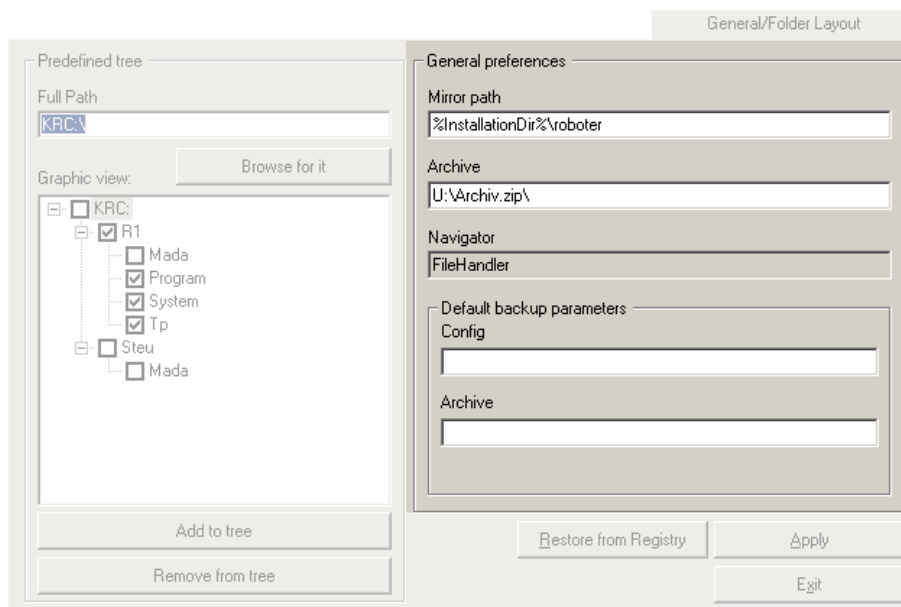 General/Folder Layout
Predefined tree
Full Path
KRC:\
Browse for it
Graphic view:
KRC:
R1
Mada
Program
System
Tp
Steu
Mada
Add to tree
Remove from tree
General preferences
Mirror path
%InstallationDir%\roboter
Archive
U:\Archiv.zip\
Navigator
FileHandler
Default backup parameters
Config
Archive
Restore from Registry
Apply
Exit